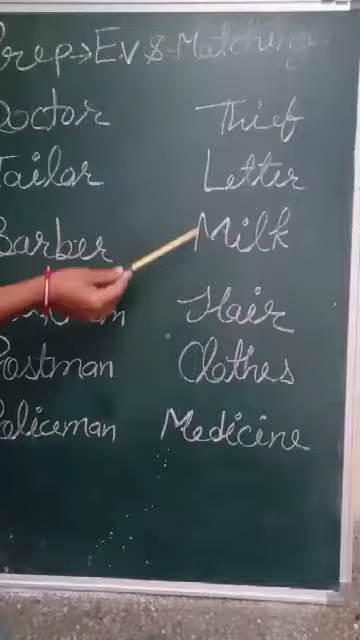 Prep→EVS Matching
Doctor Thief
Tailor Letter
Barber Milk
Hair
Postman Clothes
Policeman Medicine